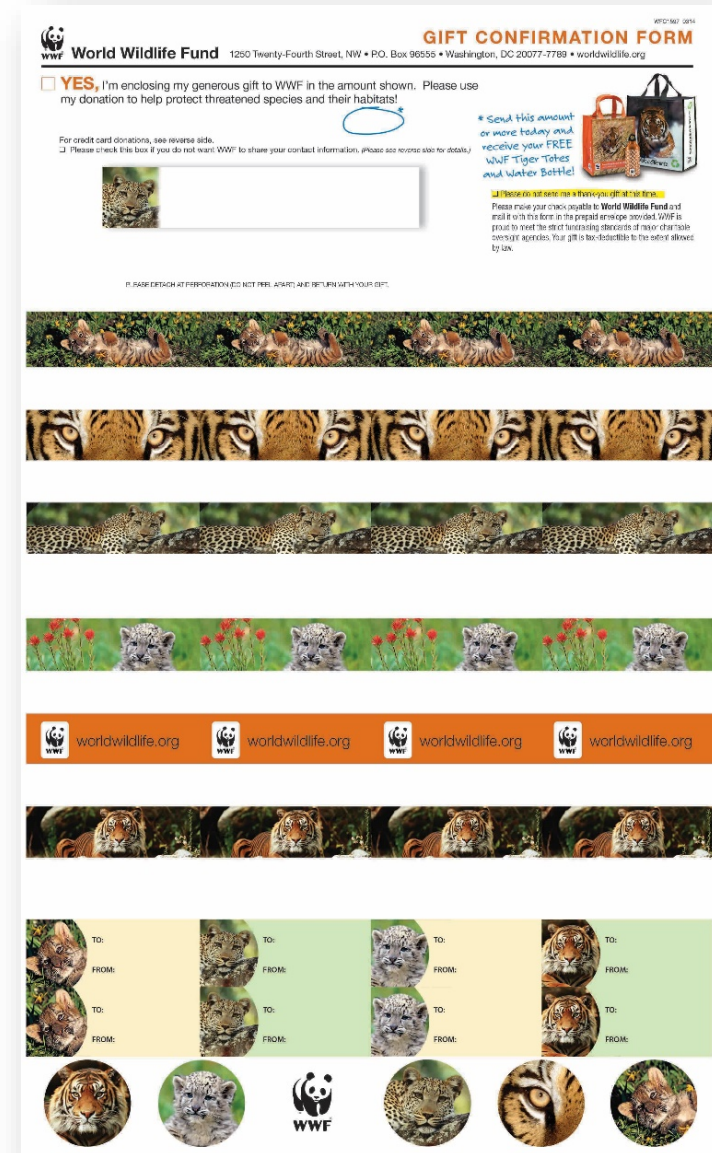 WWF
World Wildlife Fund
1250 Twenty-Fourth Street, NW • P.O. Box 96555 • Washington, DC 20077-7789 • worldwildlife.org
GIFT CONFIRMATION FORM
YES, I'm enclosing my generous gift to WWF in the amount shown. Please use
my donation to help protect threatened species and their habitats!
*
For credit card donations, see reverse side.
Please check this box if you do not want WWF to share your contact information. (Please see reverse side for details.)
* Send this amount
or more today and
receive your FREE
WWF Tiger Totes
and Water Bottle!
Please do not send me a thank-you gift at this time.
Please make your check payable to World Wildlife Fund and
mail it with this form in the prepaid envelope provided. WWF is
proud to meet the strict fundraising standards of major charitable
oversight agencies. Your gift is tax-deductible to the extent allowed
by law.
PLEASE DETACH AT PERFORATION (DO NOT PEEL APART) AND RETURN WITH YOUR GIFT.
WWF worldwildlife.org WWF worldwildlife.org WWF worldwildlife.org WWF worldwildlife.org
TO: TO: TO: TO:
FROM: FROM: FROM: FROM:
TO: TO: TO: TO:
FROM: FROM: FROM: FROM:
WWF